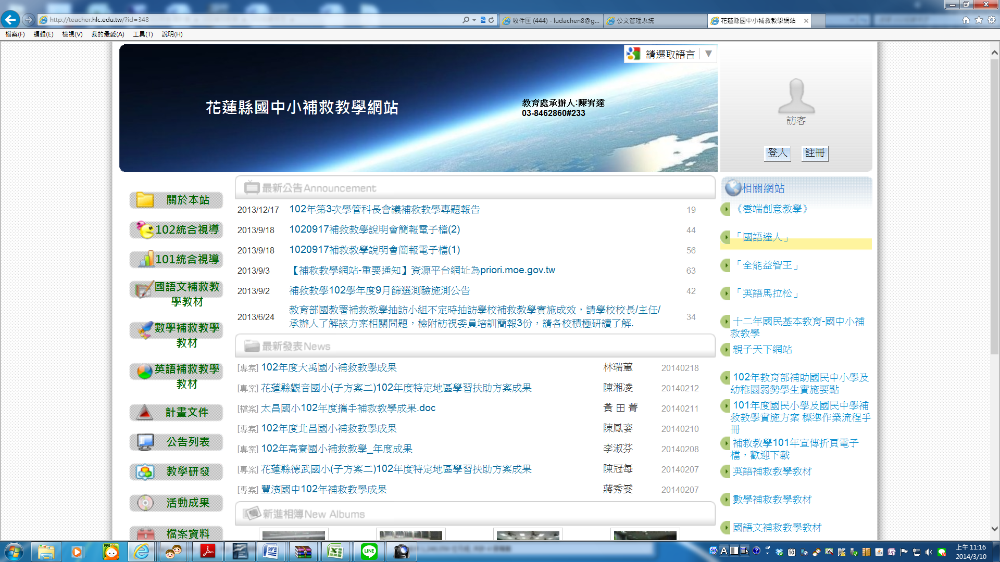 http://teacher.hlc.edu.tw/?id=348
收件匣 (444) - ludachen8@g...
公文管理系統
花蓮縣國中小補救教學網站
檔案(F) 編輯(E) 檢視(V) 我的最愛(A) 工具(T) 說明(H)
請選取語言 ▼
花蓮縣國中小補救教學網站
教育處承辦人:陳宥達
03-8462860#233
訪客
登入 註冊
關於本站
102統合視導
101統合視導
國語文補救教
學教材
數學補救教學
教材
英語補救教學
教材
計畫文件
公告列表
教學研發
活動成果
檔案資料
最新公告Announcement
2013/12/17 102年第3次學管科長會議補救教學專題報告 19
2013/9/18 1020917補救教學說明會簡報電子檔(2) 44
2013/9/18 1020917補救教學說明會簡報電子檔(1) 56
2013/9/3 【補救教學網站-重要通知】資源平台網址為priori.moe.gov.tw 63
2013/9/2 補救教學102學年度9月篩選測驗施測公告 42
2013/6/24 教育部國教署補救教學抽訪小組不定時抽訪學校補救教學實施成效，請學校校長/主任/
承辦人了解該方案相關問題，檢附訪視委員培訓簡報3份，請各校積極研讀了解. 34
最新發表News
[專案] 102年度大禹國小補救教學成果 林瑞蕙 20140218
[專案] 花蓮縣觀音國小(子方案二)102年度特定地區學習扶助方案成果 陳湘凌 20140212
[檔案] 太昌國小102年度攜手補救教學成果.doc 黃 田 菁 20140211
[專案] 102年度北昌國小補救教學成果 陳鳳姿 20140210
[專案] 102年高寮國小補救教學_年度成果 李淑芬 20140208
[專案] 花蓮縣德武國小(子方案二)102年度特定地區學習扶助方案成果 陳冠每 20140207
[專案] 豐濱國中102年補救教學成果 蔣秀雯 20140207
新進相簿New Albums
相關網站
《雲端創意教學》
「國語達人」
「全能益智王」
「英語馬拉松」
十二年國民基本教育-國中小補
救教學
親子天下網站
102年教育部補助國民中小學及
幼稚園弱勢學生實施要點
101年度國民小學及國民中學補
救教學實施方案 標準作業流程手
冊
補救教學101年宣傳折頁電子
檔，歡迎下載
英語補救教學教材
數學補救教學教材
國語文補救教學教材
上午 11:16
2014/3/10